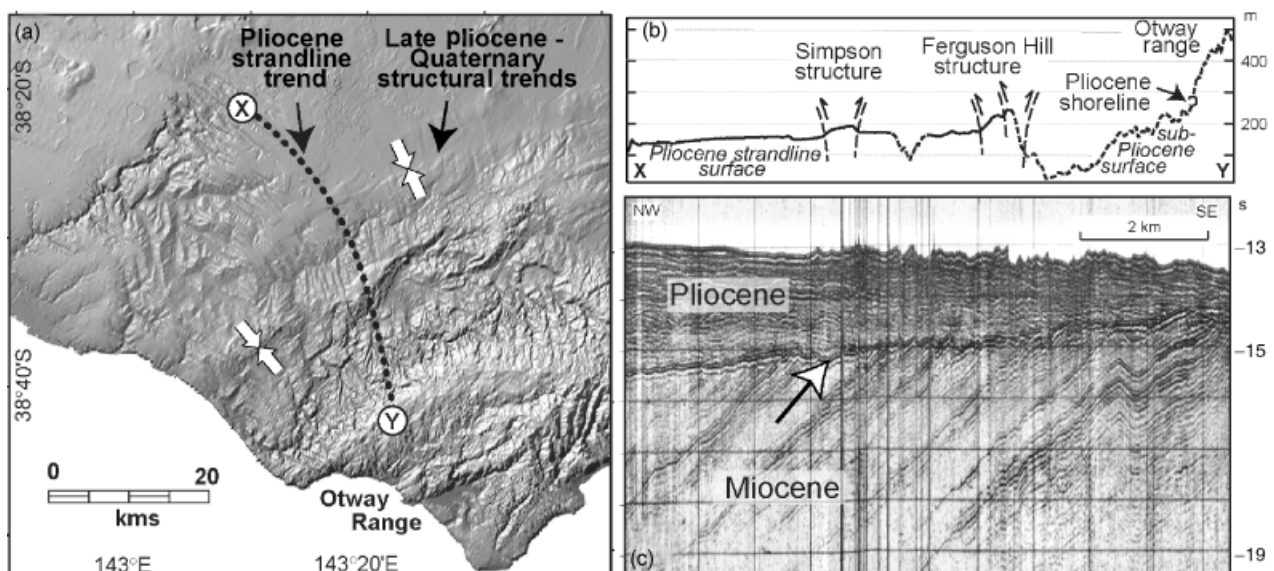 (a)
Pliocene
strandline
trend
Late pliocene -
Quaternary
structural trends
38°20'S
X
38°40'S
Y
0 20
kms
Otway
Range
143°E
143°20'E
(b)
m
Otway
range
Simpson
structure
Ferguson Hill
structure
Pliocene
shoreline
400
200
Pliocene strandline
surface
sub-
Pliocene
surface
X
Y
NW
SE
s
2 km
–13
Pliocene
–15
Miocene
–19
(c)